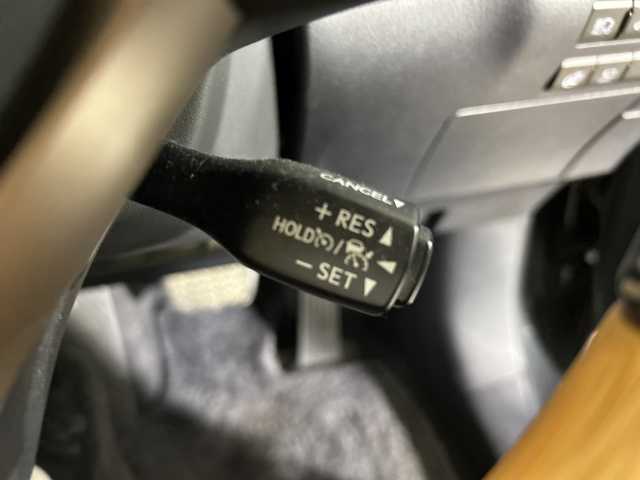 CANCEL▼
+ RES ▲
HOLD / ◀
− SET ▼